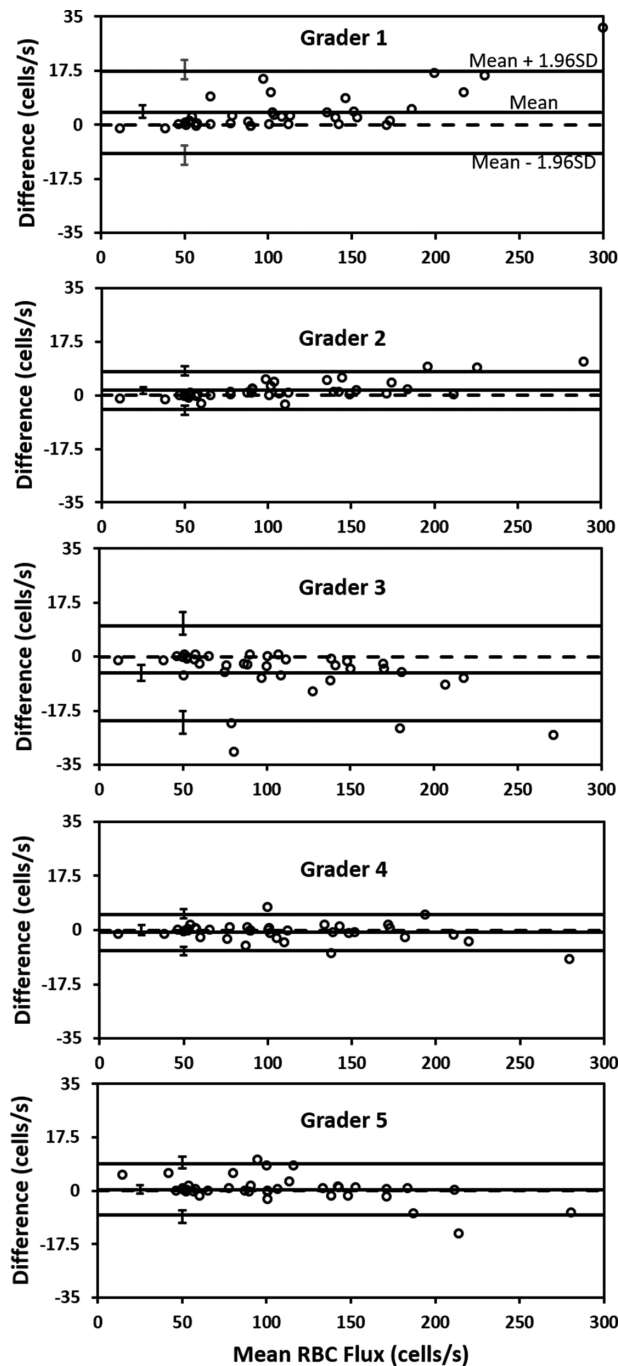 35
Grader 1
Mean + 1.96SD
17.5
Mean
0
Mean - 1.96SD
-17.5
-35
0 50 100 150 200 250 300
Difference (cells/s)
35
Grader 2
17.5
0
-17.5
-35
0 50 100 150 200 250 300
Difference (cells/s)
35
Grader 3
17.5
0
-17.5
-35
0 50 100 150 200 250 300
Difference (cells/s)
35
Grader 4
17.5
0
-17.5
-35
0 50 100 150 200 250 300
Difference (cells/s)
35
Grader 5
17.5
0
-17.5
-35
0 50 100 150 200 250 300
Difference (cells/s)
Mean RBC Flux (cells/s)